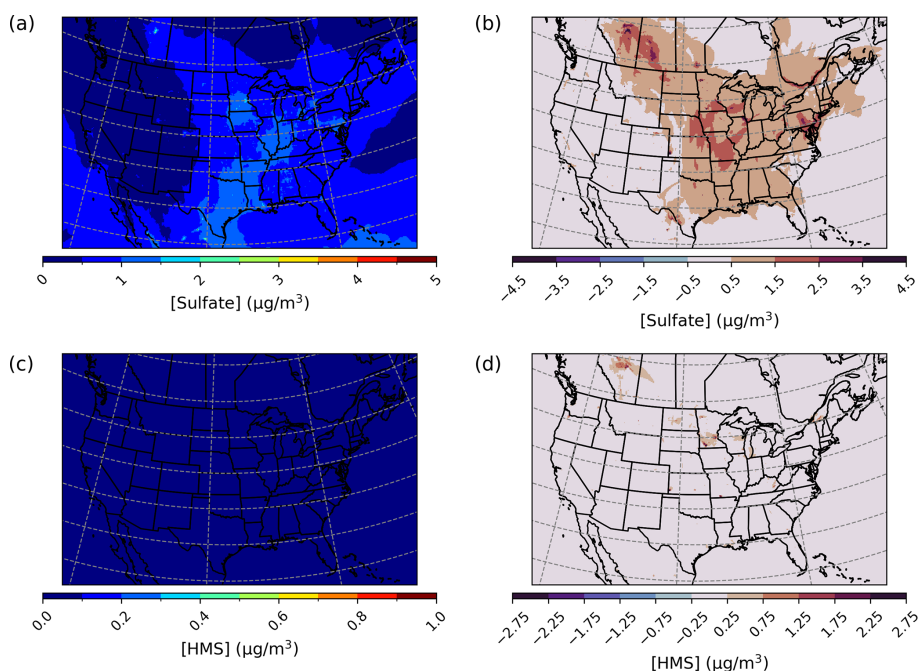 (a)
(b)
0 1 2 3 4 5
[Sulfate] (µg/m³)
−4.5 −3.5 −2.5 −1.5 −0.5 0.5 1.5 2.5 3.5 4.5
[Sulfate] (µg/m³)
(c)
(d)
0.0 0.2 0.4 0.6 0.8 1.0
[HMS] (µg/m³)
−2.75 −2.25 −1.75 −1.25 −0.75 −0.25 0.25 0.75 1.25 1.75 2.25 2.75
[HMS] (µg/m³)